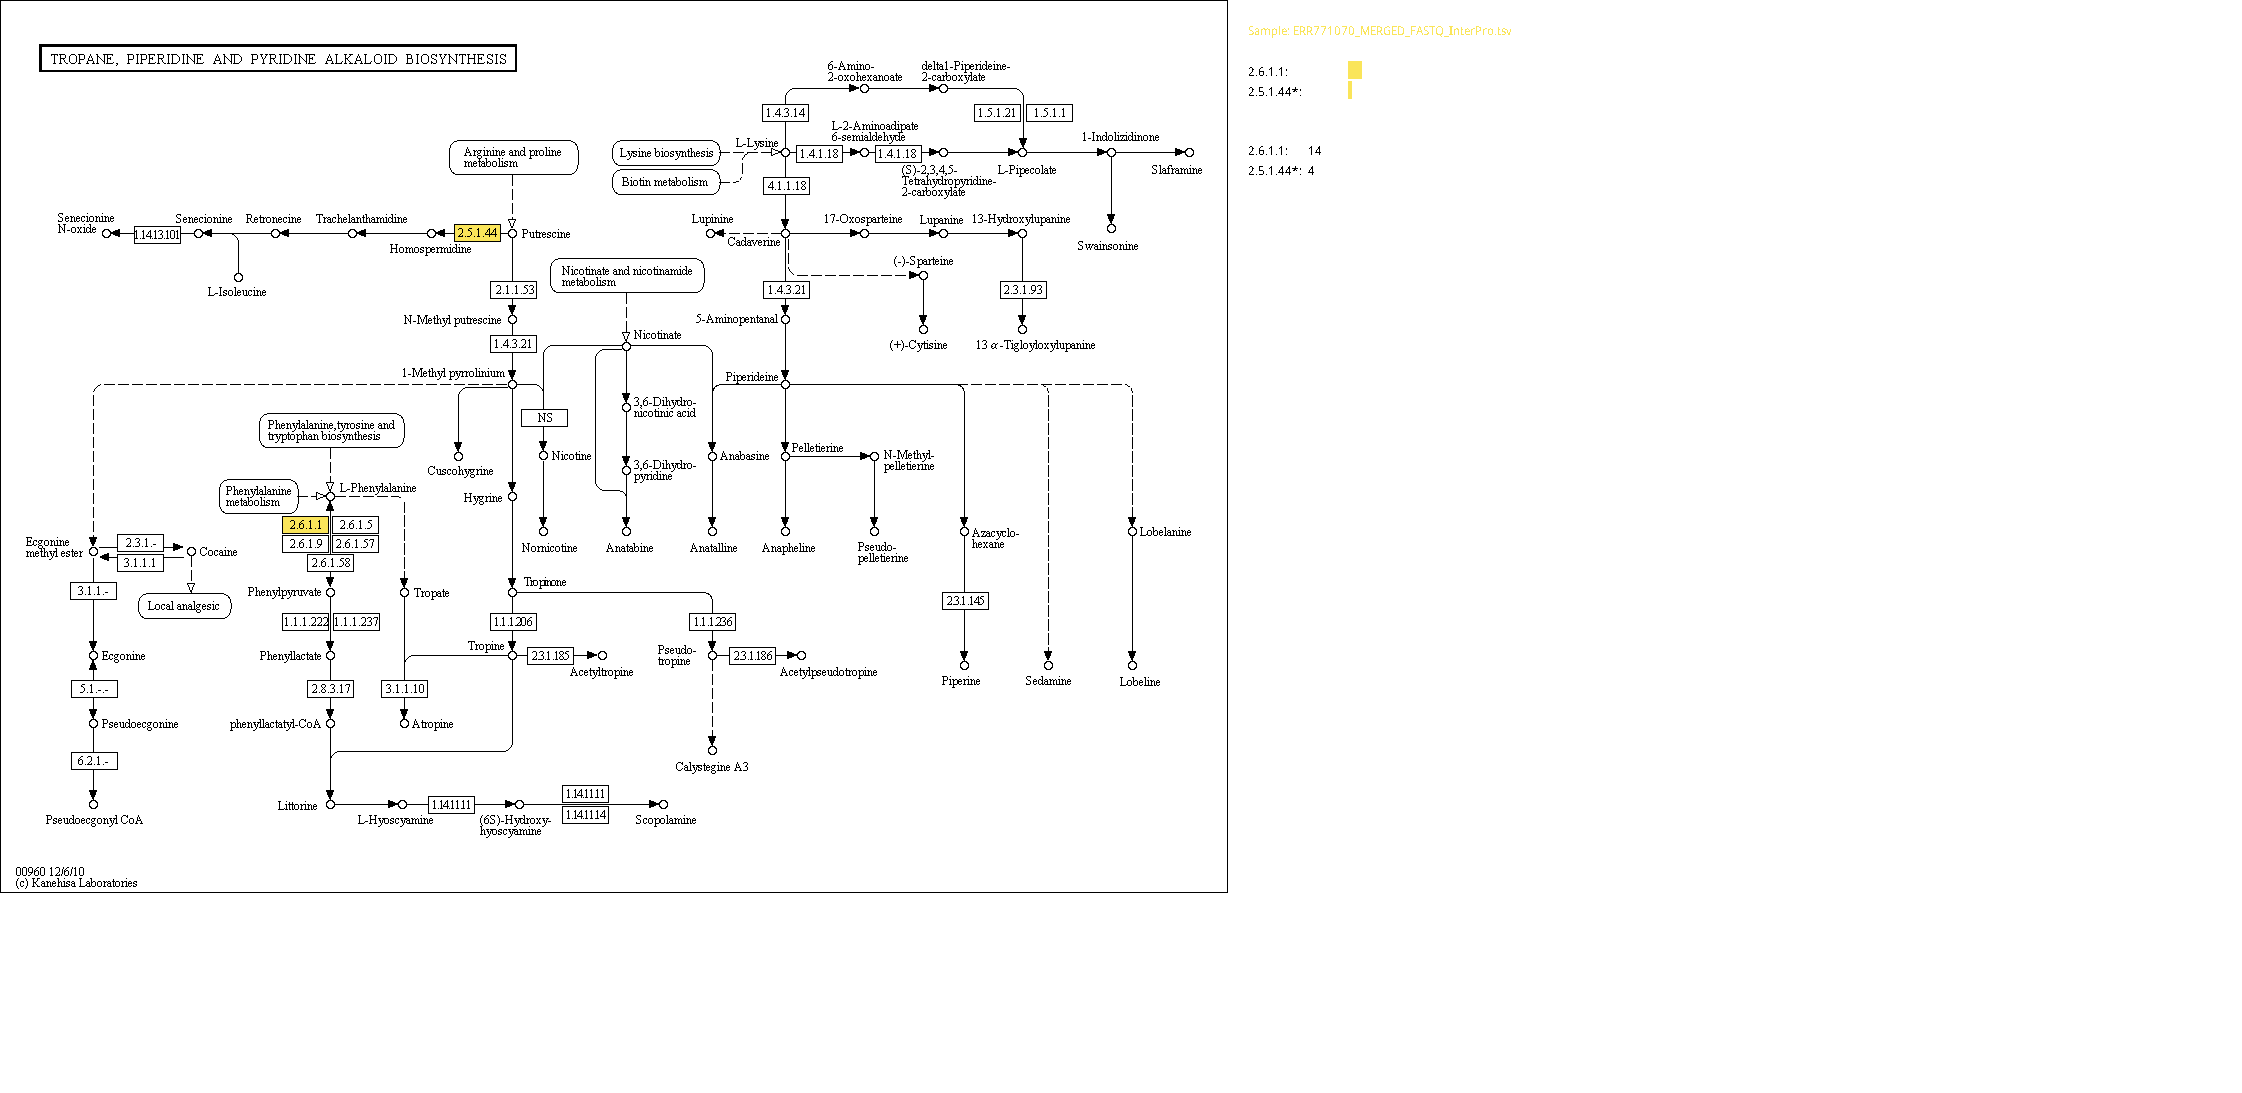 TROPANE, PIPERIDINE AND PYRIDINE ALKALOID BIOSYNTHESIS
Sample: ERR771070_MERGED_FASTQ_InterPro.tsv
2.6.1.1:
2.5.1.44*:
2.6.1.1: 14
2.5.1.44*: 4
6-Amino-
2-oxohexanoate
delta1-Piperideine-
2-carboxylate
1.4.3.14
1.5.1.21
1.5.1.1
L-2-Aminoadipate
6-semialdehyde
1-Indolizidinone
Arginine and proline
metabolism
Lysine biosynthesis
L-Lysine
1.4.1.18
1.4.1.18
Biotin metabolism
4.1.1.18
(S)-2,3,4,5-
Tetrahydropyridine-
2-carboxylate
L-Pipecolate
Slaframine
Senecionine
N-oxide
1.14.13.101
Senecionine
Retronecine
Trachelanthamidine
Homospermidine
2.5.1.44
Putrescine
Lupinine
Cadaverine
17-Oxosparteine
Lupanine
13-Hydroxylupanine
Swainsonine
L-Isoleucine
Nicotinate and nicotinamide
metabolism
(-)-Sparteine
2.1.1.53
1.4.3.21
2.3.1.93
N-Methyl putrescine
5-Aminopentanal
1.4.3.21
Nicotinate
(+)-Cytisine
13 α-Tigloyloxylupanine
1-Methyl pyrrolinium
Piperideine
3,6-Dihydro-
nicotinic acid
NS
Phenylalanine,tyrosine and
tryptophan biosynthesis
Cuscohygrine
Nicotine
3,6-Dihydro-
pyridine
Anabasine
Pelletierine
N-Methyl-
pelletierine
Phenylalanine
metabolism
L-Phenylalanine
Hygrine
2.6.1.1
2.6.1.5
2.6.1.9
2.6.1.57
2.6.1.58
Ecgonine
methyl ester
2.3.1.-
3.1.1.1
Cocaine
Nornicotine
Anatabine
Anatalline
Anapheline
Pseudo-
pelletierine
Azacyclo-
hexane
Lobelanine
3.1.1.-
Local analgesic
Phenylpyruvate
Tropate
Tropinone
2.3.1.145
1.1.1.222
1.1.1.237
1.1.1.206
1.1.1.236
Ecgonine
Phenyllactate
Tropine
2.3.1.185
Acetyltropine
Pseudo-
tropine
2.3.1.186
Acetylpseudotropine
Piperine
Sedamine
Lobeline
5.1.-.-
2.8.3.17
3.1.1.10
Pseudoecgonine
phenyllactatyl-CoA
Atropine
6.2.1.-
Calystegine A3
Pseudoecgonyl CoA
Littorine
L-Hyoscyamine
1.14.11.11
(6S)-Hydroxy-
hyoscyamine
1.14.11.11
1.14.11.14
Scopolamine
00960 12/6/10
(c) Kanehisa Laboratories